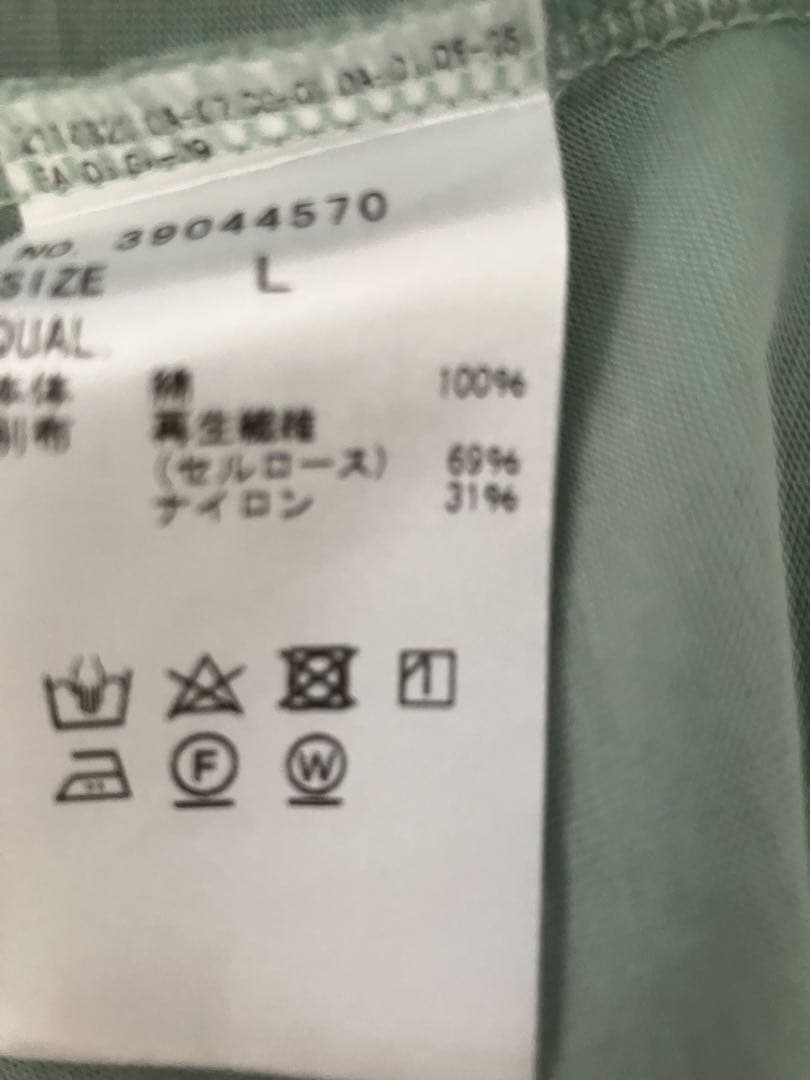 NO. 39044570
SIZE L
QUAL
本体 綿 100%
別布 再生繊維
(セルロース) 69%
ナイロン 31%
F W